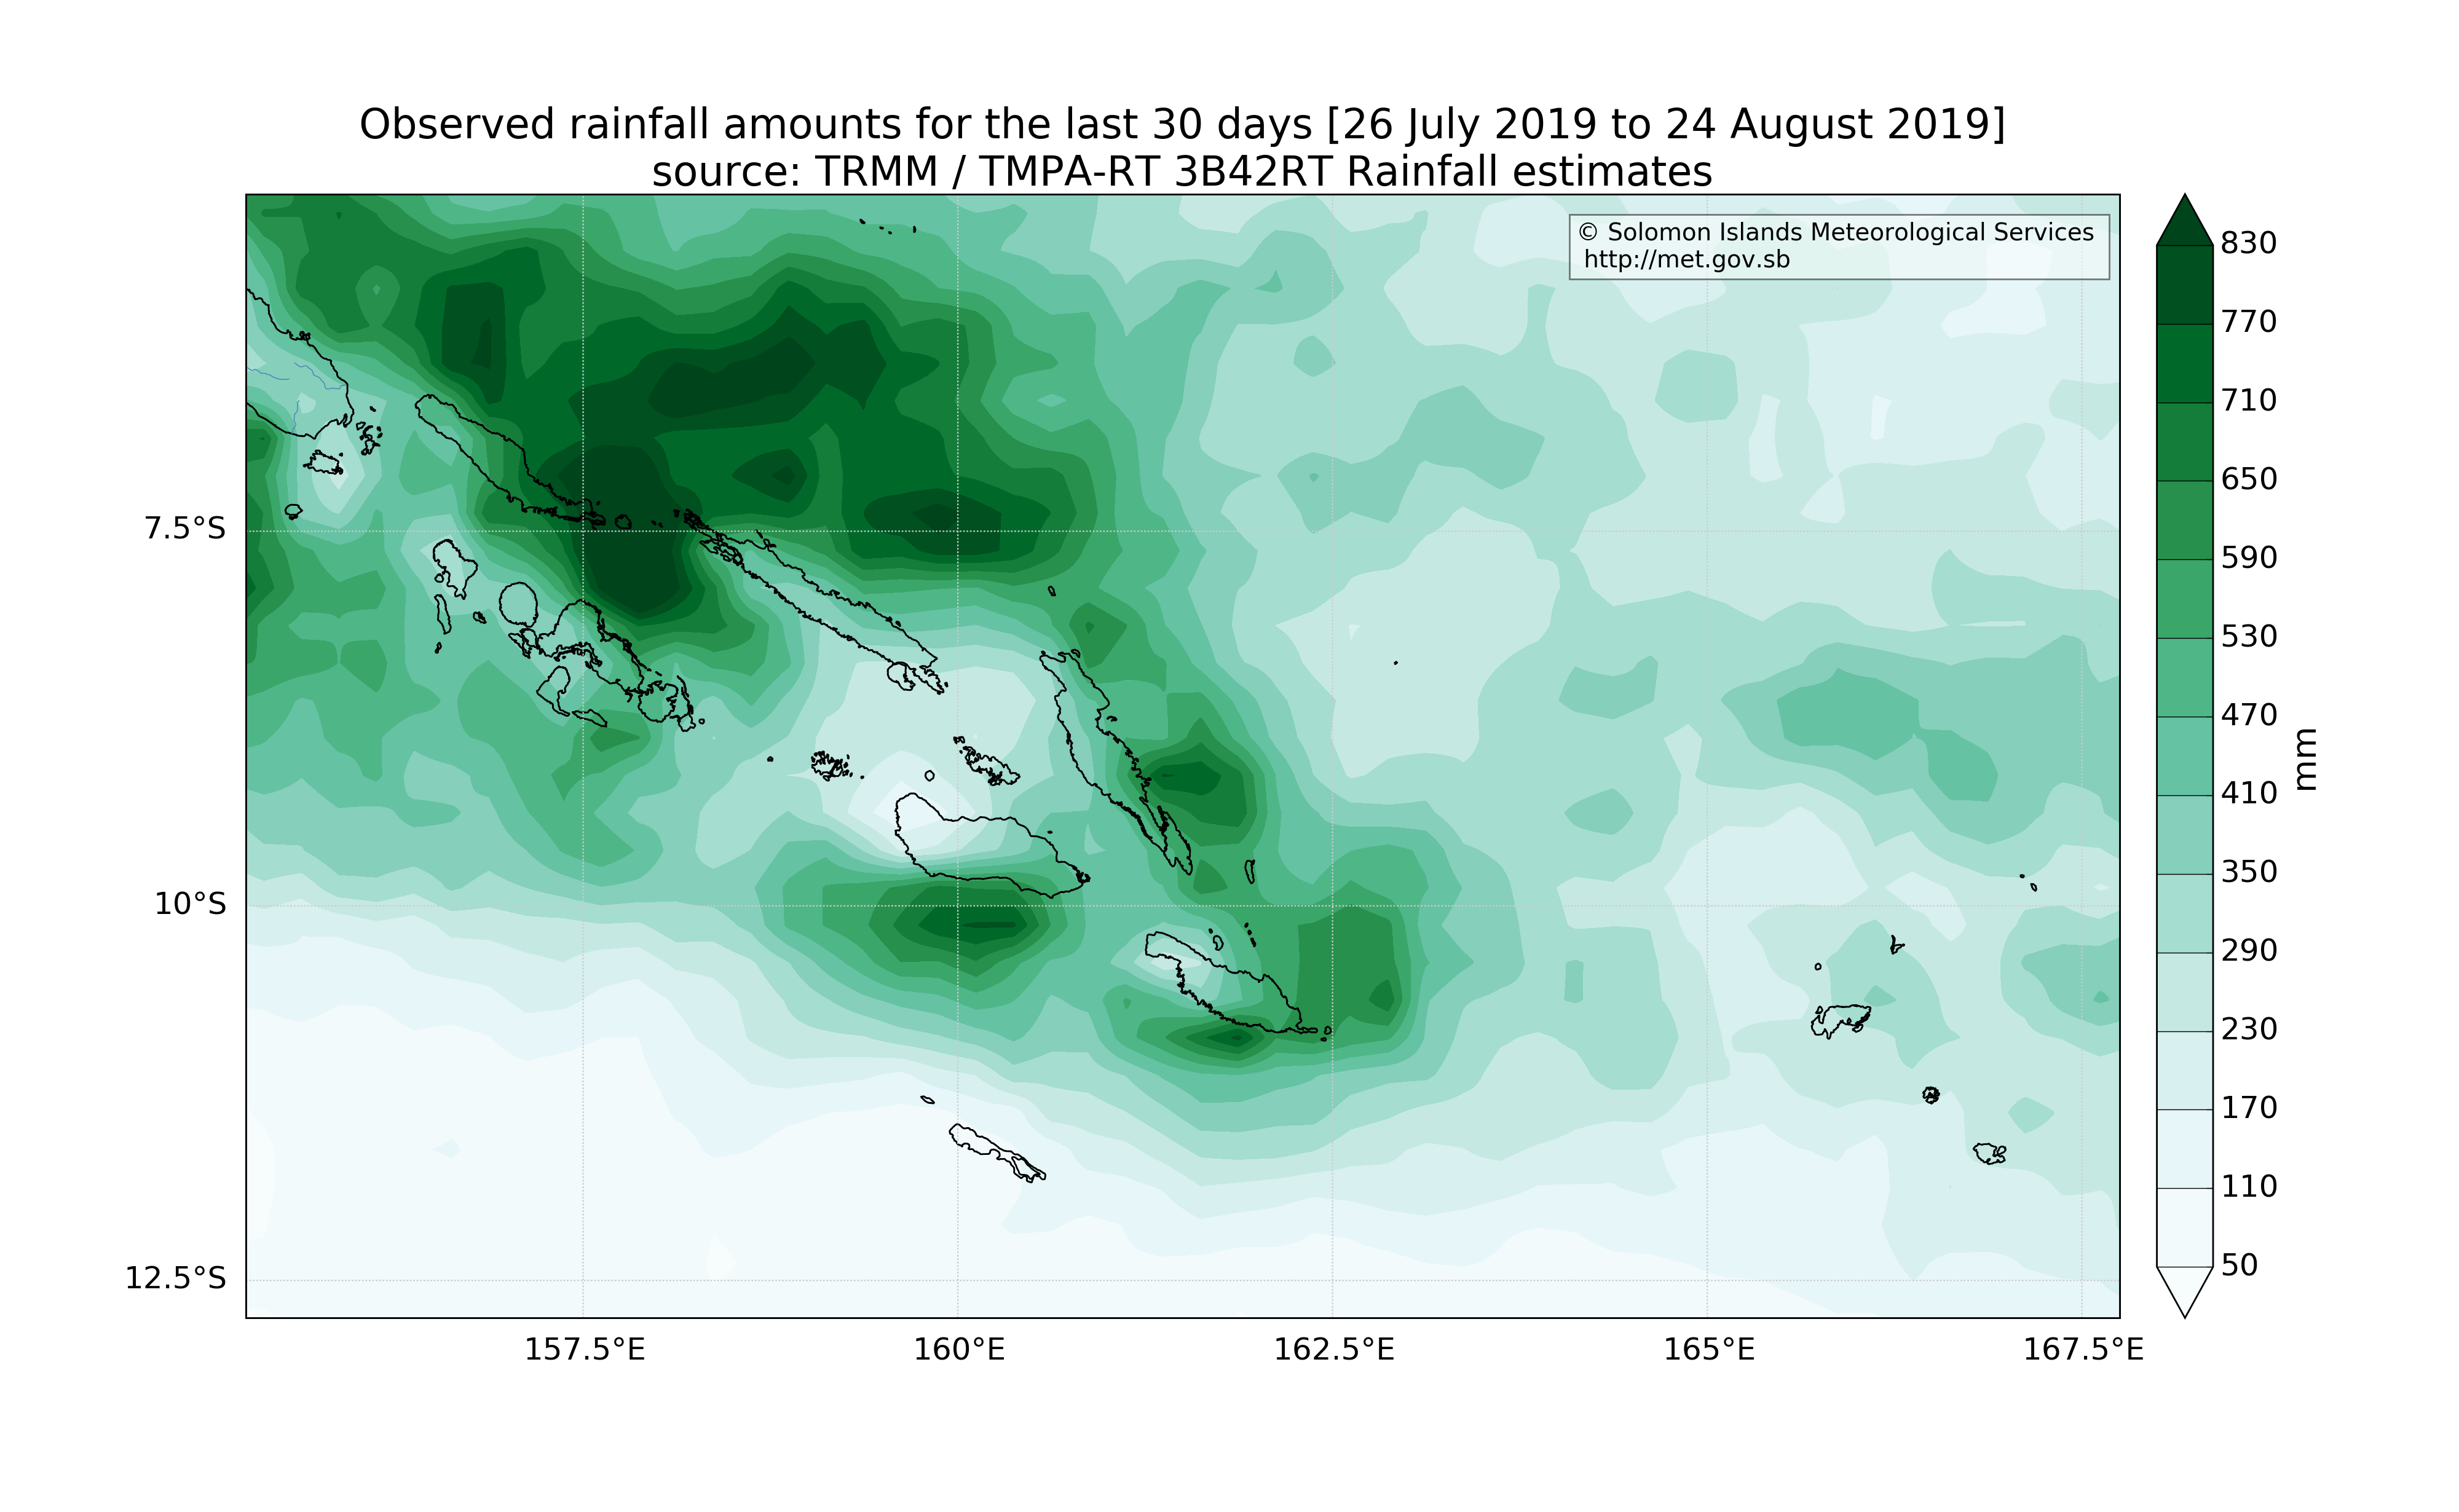 Observed rainfall amounts for the last 30 days [26 July 2019 to 24 August 2019]
source: TRMM / TMPA-RT 3B42RT Rainfall estimates
© Solomon Islands Meteorological Services
http://met.gov.sb
830
770
710
650
590
530
470
410
350
290
230
170
110
50
mm
7.5°S
10°S
12.5°S
157.5°E
160°E
162.5°E
165°E
167.5°E